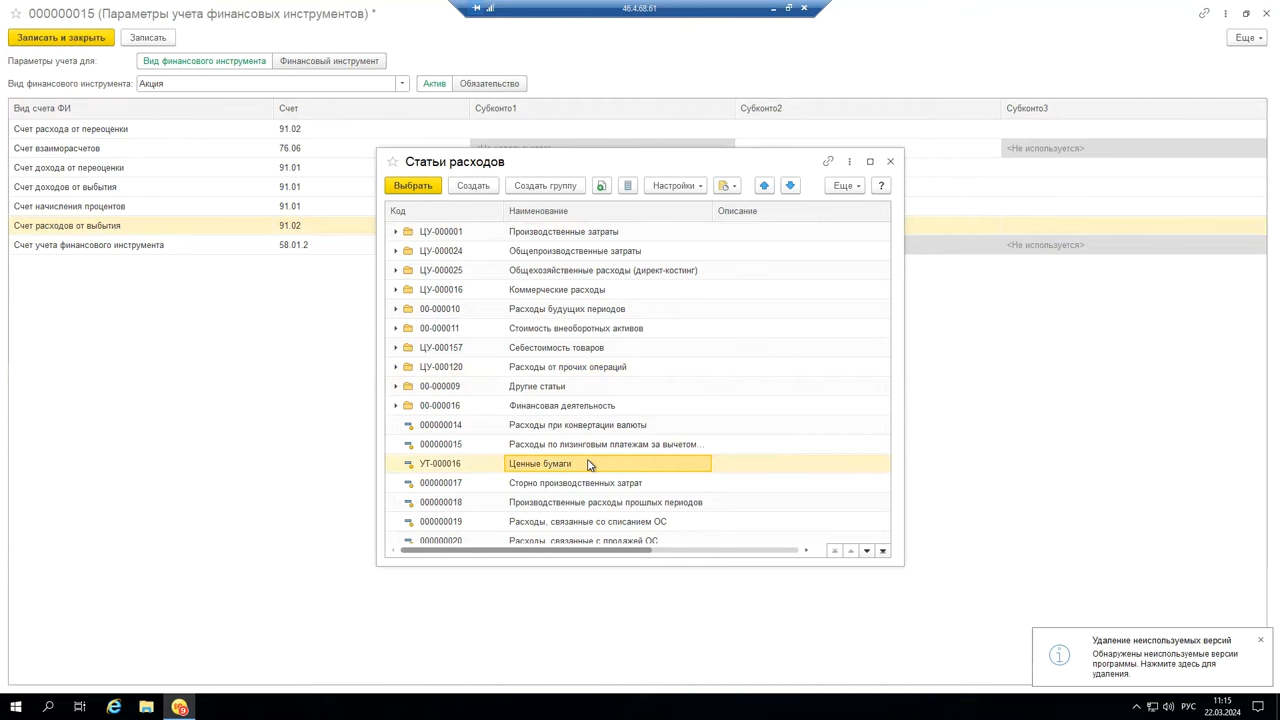 000000015 (Параметры учета финансовых инструментов) *
46.4.68.61
Записать и закрыть
Записать
Еще
Параметры учета для:
Вид финансового инструмента
Финансовый инструмент
Вид финансового инструмента:
Акция
Актив
Обязательство
Вид счета ФИ
Счет
Субконто1
Субконто2
Субконто3
Счет расхода от переоценки
91.02
Счет взаиморасчетов
76.06
<Не используется>
Счет дохода от переоценки
91.01
Счет доходов от выбытия
91.01
Счет начисления процентов
91.01
Счет расходов от выбытия
91.02
Счет учета финансового инструмента
58.01.2
<Не используется>
Статьи расходов
Выбрать
Создать
Создать группу
Настройки
Еще
?
Код
Наименование
Описание
ЦУ-000001
Производственные затраты
ЦУ-000024
Общепроизводственные затраты
ЦУ-000025
Общехозяйственные расходы (директ-костинг)
ЦУ-000016
Коммерческие расходы
00-000010
Расходы будущих периодов
00-000011
Стоимость внеоборотных активов
ЦУ-000157
Себестоимость товаров
ЦУ-000120
Расходы от прочих операций
00-000009
Другие статьи
00-000016
Финансовая деятельность
000000014
Расходы при конвертации валюты
000000015
Расходы по лизинговым платежам за вычетом...
УТ-000016
Ценные бумаги
000000017
Сторно производственных затрат
000000018
Производственные расходы прошлых периодов
000000019
Расходы, связанные со списанием ОС
000000020
Расходы, связанные с продажей ОС
Удаление неиспользуемых версий
Обнаружены неиспользуемые версии
программы. Нажмите здесь для
удаления.
РУС
11:15
22.03.2024